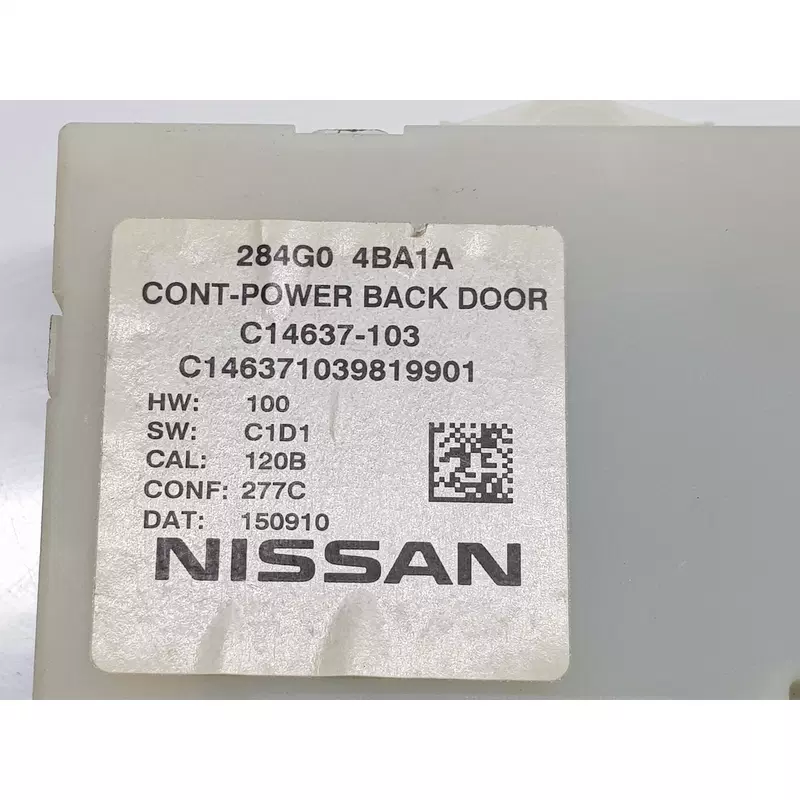 284G0 4BA1A
CONT-POWER BACK DOOR
C14637-103
C146371039819901
HW: 100
SW: C1D1
CAL: 120B
CONF: 277C
DAT: 150910
NISSAN